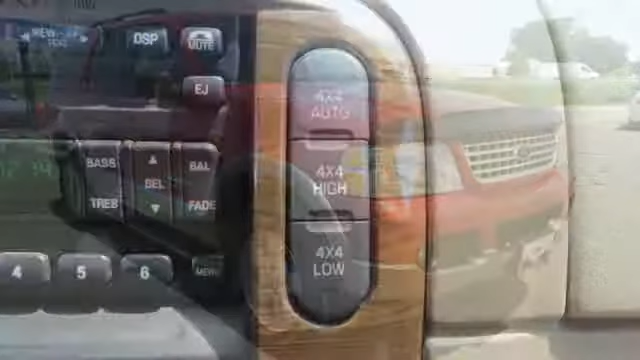 DSP
MUTE
EJ
4X4
AUTO
BASS
BAL
4X4
HIGH
SEL
TREB
FADE
4X4
LOW
4
5
6
MEM